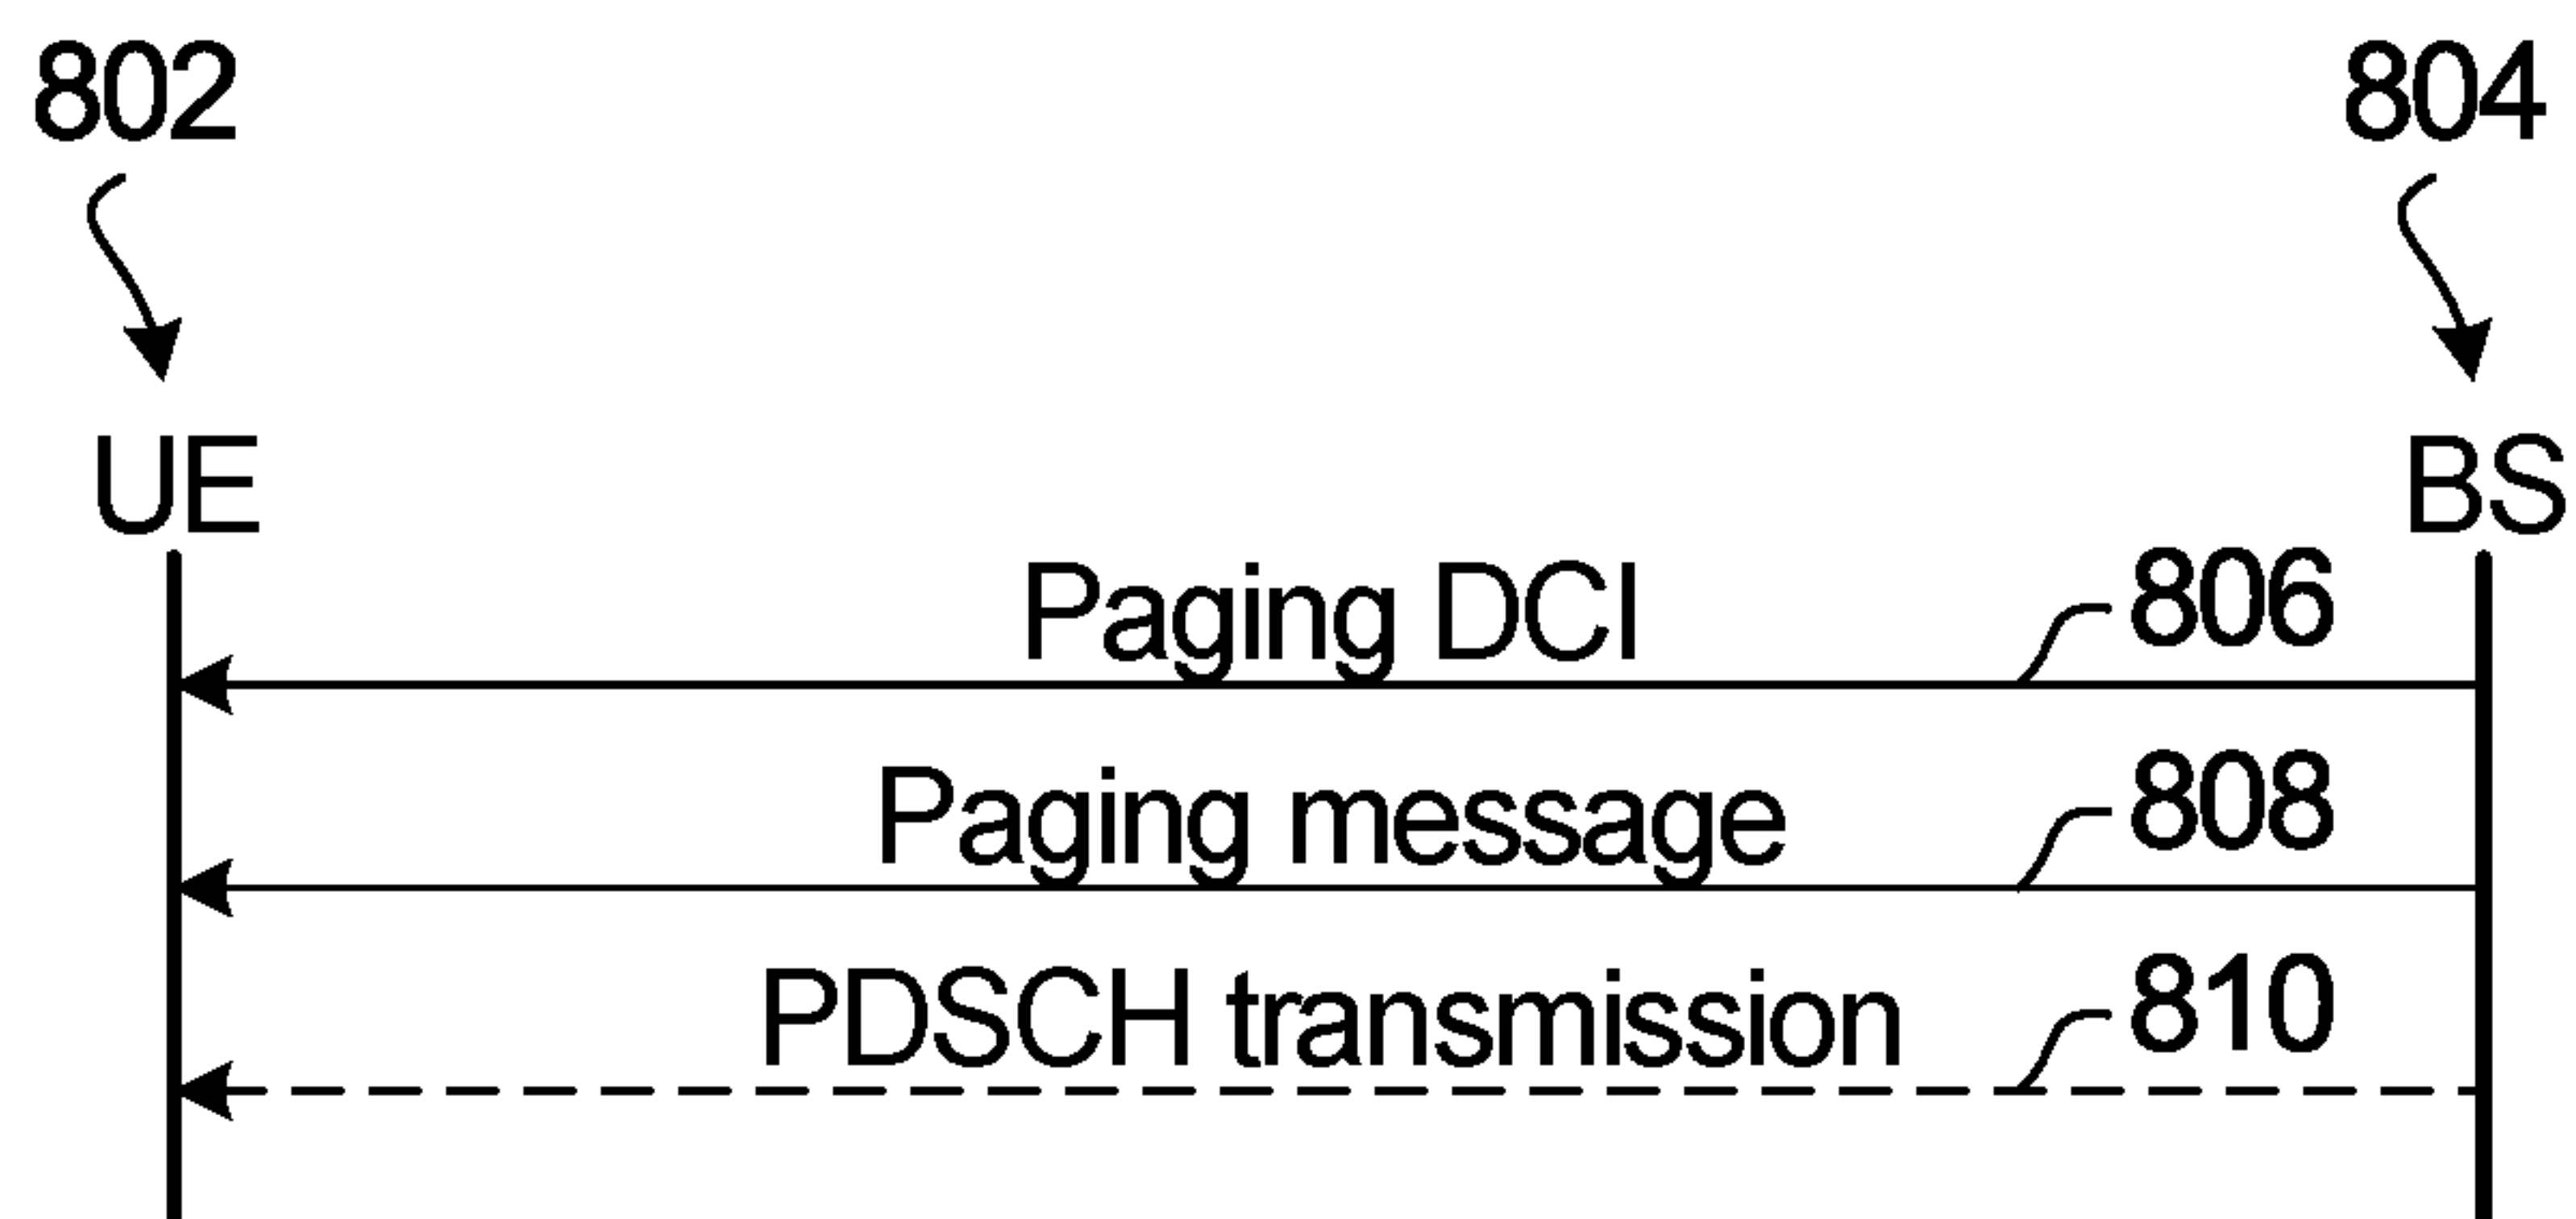 802 804
UE BS
Paging DCI 806
Paging message 808
PDSCH transmission 810